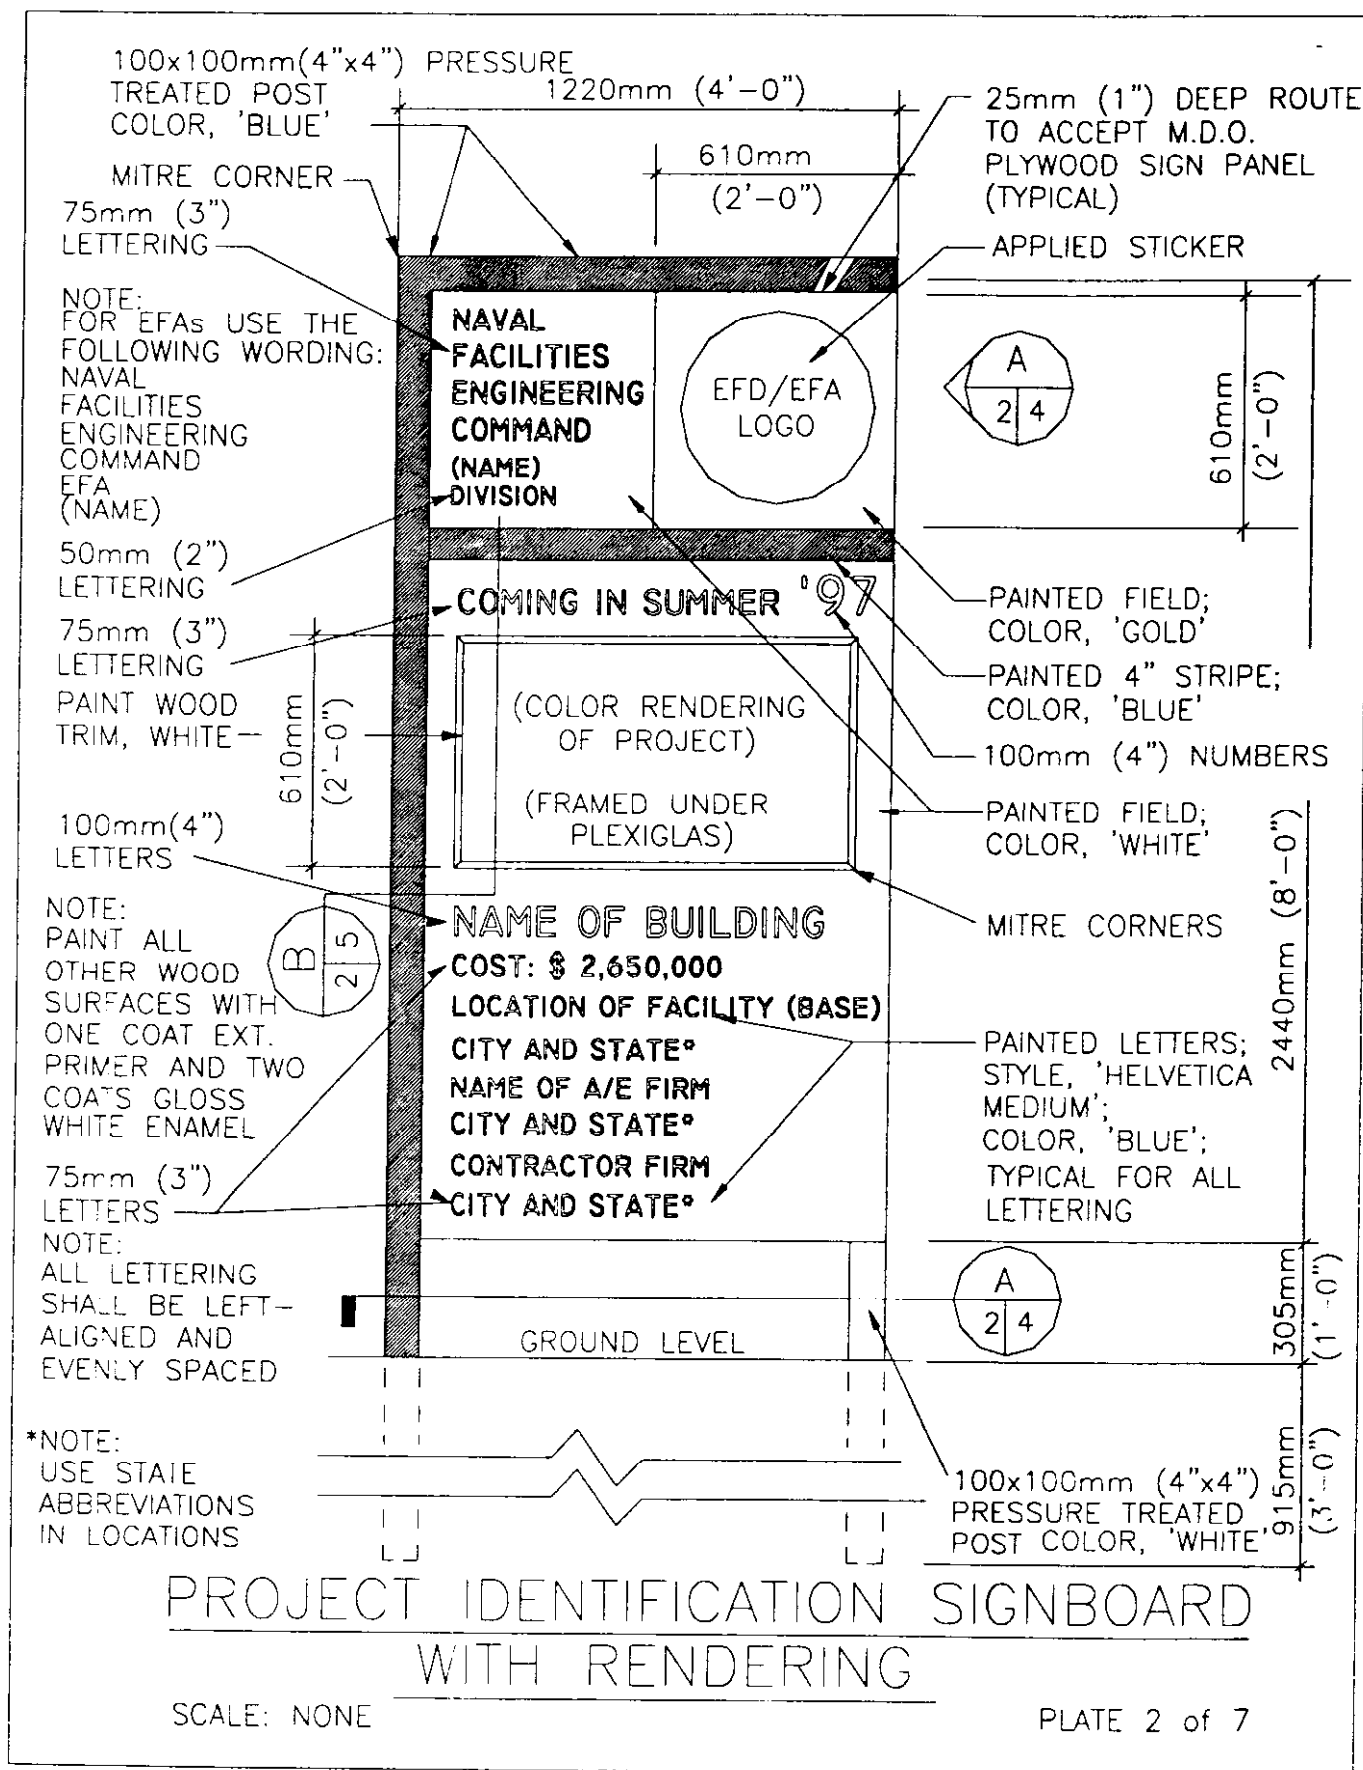 100x100mm(4"x4") PRESSURE
TREATED POST
COLOR, 'BLUE'
1220mm (4'-0")
610mm
(2'-0")
25mm (1") DEEP ROUTE
TO ACCEPT M.D.O.
PLYWOOD SIGN PANEL
(TYPICAL)
MITRE CORNER
75mm (3")
LETTERING
APPLIED STICKER
NOTE:
FOR EFAs USE THE
FOLLOWING WORDING:
NAVAL
FACILITIES
ENGINEERING
COMMAND
EFA
(NAME)
NAVAL
FACILITIES
ENGINEERING
COMMAND
(NAME)
DIVISION
EFD/EFA
LOGO
A
2 4
610mm
(2'-0")
50mm (2")
LETTERING
COMING IN SUMMER '97
75mm (3")
LETTERING
PAINTED FIELD;
COLOR, 'GOLD'
PAINTED 4" STRIPE;
COLOR, 'BLUE'
100mm (4") NUMBERS
PAINTED FIELD;
COLOR, 'WHITE'
PAINT WOOD
TRIM, WHITE
610mm
(2'-0")
(COLOR RENDERING
OF PROJECT)
(FRAMED UNDER
PLEXIGLAS)
100mm(4")
LETTERS
MITRE CORNERS
2440mm (8'-0")
NOTE:
PAINT ALL
OTHER WOOD
SURFACES WITH
ONE COAT EXT.
PRIMER AND TWO
COATS GLOSS
WHITE ENAMEL
B
2 5
NAME OF BUILDING
COST: $ 2,650,000
LOCATION OF FACILITY (BASE)
CITY AND STATE*
NAME OF A/E FIRM
CITY AND STATE*
CONTRACTOR FIRM
CITY AND STATE*
PAINTED LETTERS;
STYLE, 'HELVETICA
MEDIUM';
COLOR, 'BLUE';
TYPICAL FOR ALL
LETTERING
75mm (3")
LETTERS
NOTE:
ALL LETTERING
SHALL BE LEFT-
ALIGNED AND
EVENLY SPACED
A
2 4
305mm
(1'-0")
GROUND LEVEL
*NOTE:
USE STATE
ABBREVIATIONS
IN LOCATIONS
100x100mm (4"x4")
PRESSURE TREATED
POST COLOR, 'WHITE'
915mm
(3'-0")
PROJECT IDENTIFICATION SIGNBOARD
WITH RENDERING
SCALE: NONE
PLATE 2 of 7